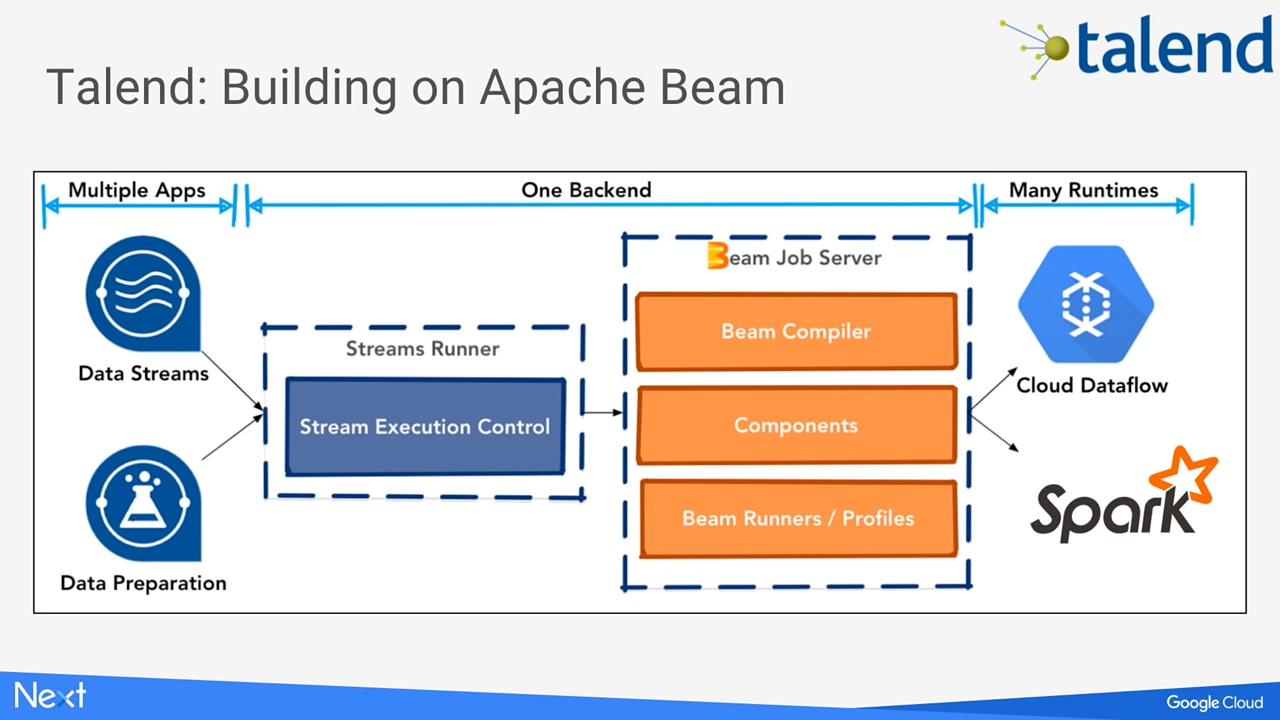 talend
Talend: Building on Apache Beam
Multiple Apps
One Backend
Many Runtimes
Data Streams
Data Preparation
Streams Runner
Stream Execution Control
Beam Job Server
Beam Compiler
Components
Beam Runners / Profiles
Cloud Dataflow
Spark
Next
Google Cloud